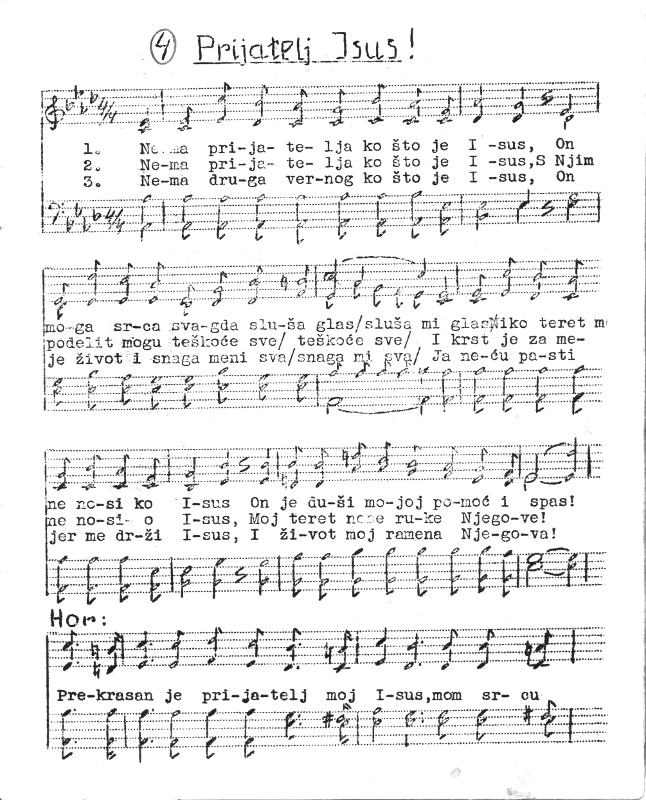 4 Prijatelj Isus!
1. Ne-ma pri-ja- te- lja ko što je I -sus, On
2. Ne-ma pri-ja- te- lja ko što je I -sus,S Njim
3. Ne-ma dru-ga ver-nog ko što je I -sus, On
mo-ga sr-ca sva-gda slu-ša glas/sluša mi glas/Niko teret m
podelit mogu teškoće sve/ teškoće sve/ I krst je za me-
je život i snaga meni sva/snaga mi sva/ Ja ne-ću pa-sti
ne no-si ko I-sus On je du-ši mo-joj po-moć i spas!
ne no-si- o I-sus, Moj teret nose ru-ke Njego-ve!
jer me dr-ži I-sus, I ži-vot moj ramena Nje-go-va!
Hor:
Pre-krasan je pri-ja-telj moj I-sus,mom sr- cu